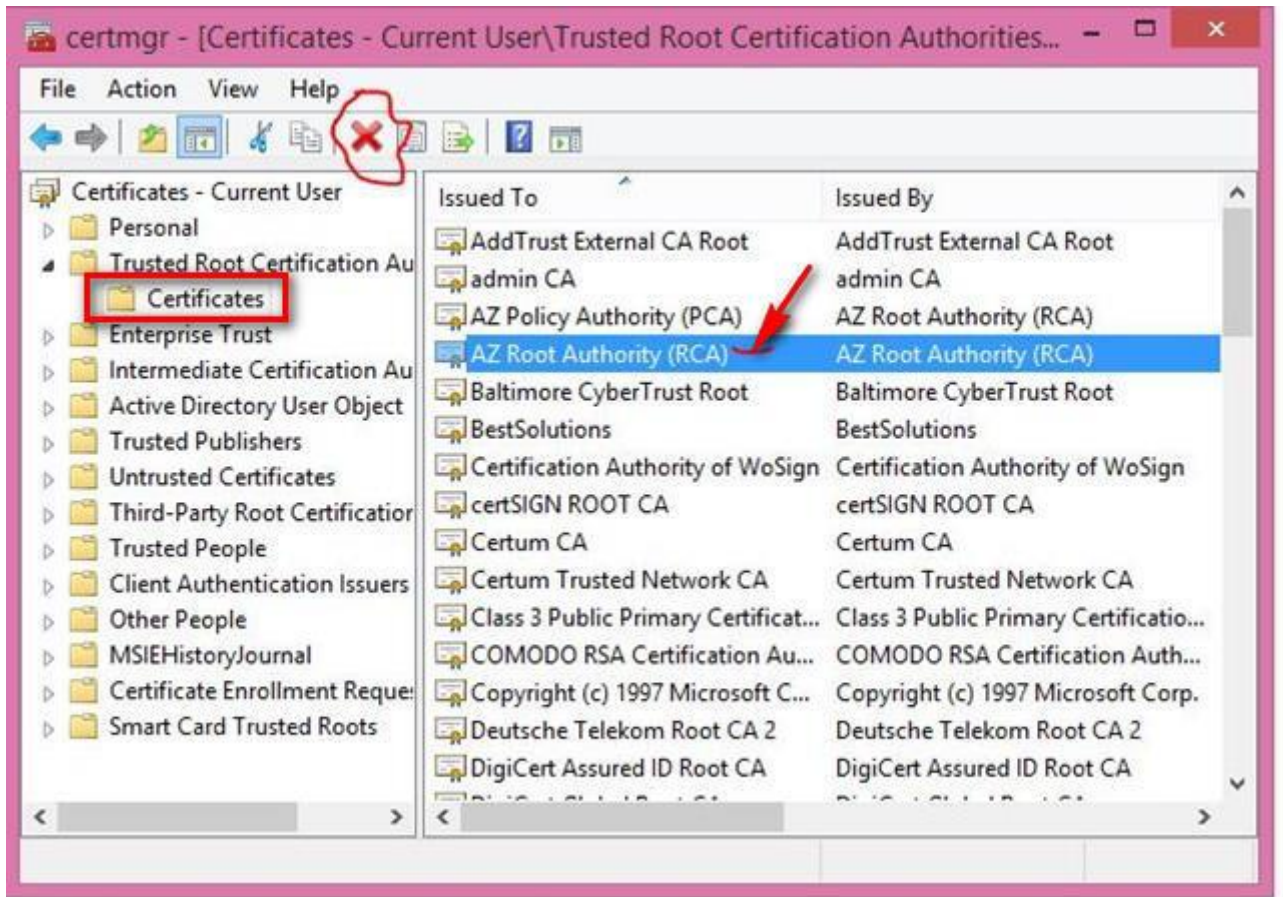 certmgr - [Certificates - Current User\Trusted Root Certification Authorities...
File Action View Help
Certificates - Current User
Personal
Trusted Root Certification Au
Certificates
Enterprise Trust
Intermediate Certification Au
Active Directory User Object
Trusted Publishers
Untrusted Certificates
Third-Party Root Certification
Trusted People
Client Authentication Issuers
Other People
MSIEHistoryJournal
Certificate Enrollment Reque
Smart Card Trusted Roots
Issued To Issued By
AddTrust External CA Root AddTrust External CA Root
admin CA admin CA
AZ Policy Authority (PCA) AZ Root Authority (RCA)
AZ Root Authority (RCA) AZ Root Authority (RCA)
Baltimore CyberTrust Root Baltimore CyberTrust Root
BestSolutions BestSolutions
Certification Authority of WoSign Certification Authority of WoSign
certSIGN ROOT CA certSIGN ROOT CA
Certum CA Certum CA
Certum Trusted Network CA Certum Trusted Network CA
Class 3 Public Primary Certificat... Class 3 Public Primary Certificatio...
COMODO RSA Certification Au... COMODO RSA Certification Auth...
Copyright (c) 1997 Microsoft C... Copyright (c) 1997 Microsoft Corp.
Deutsche Telekom Root CA 2 Deutsche Telekom Root CA 2
DigiCert Assured ID Root CA DigiCert Assured ID Root CA